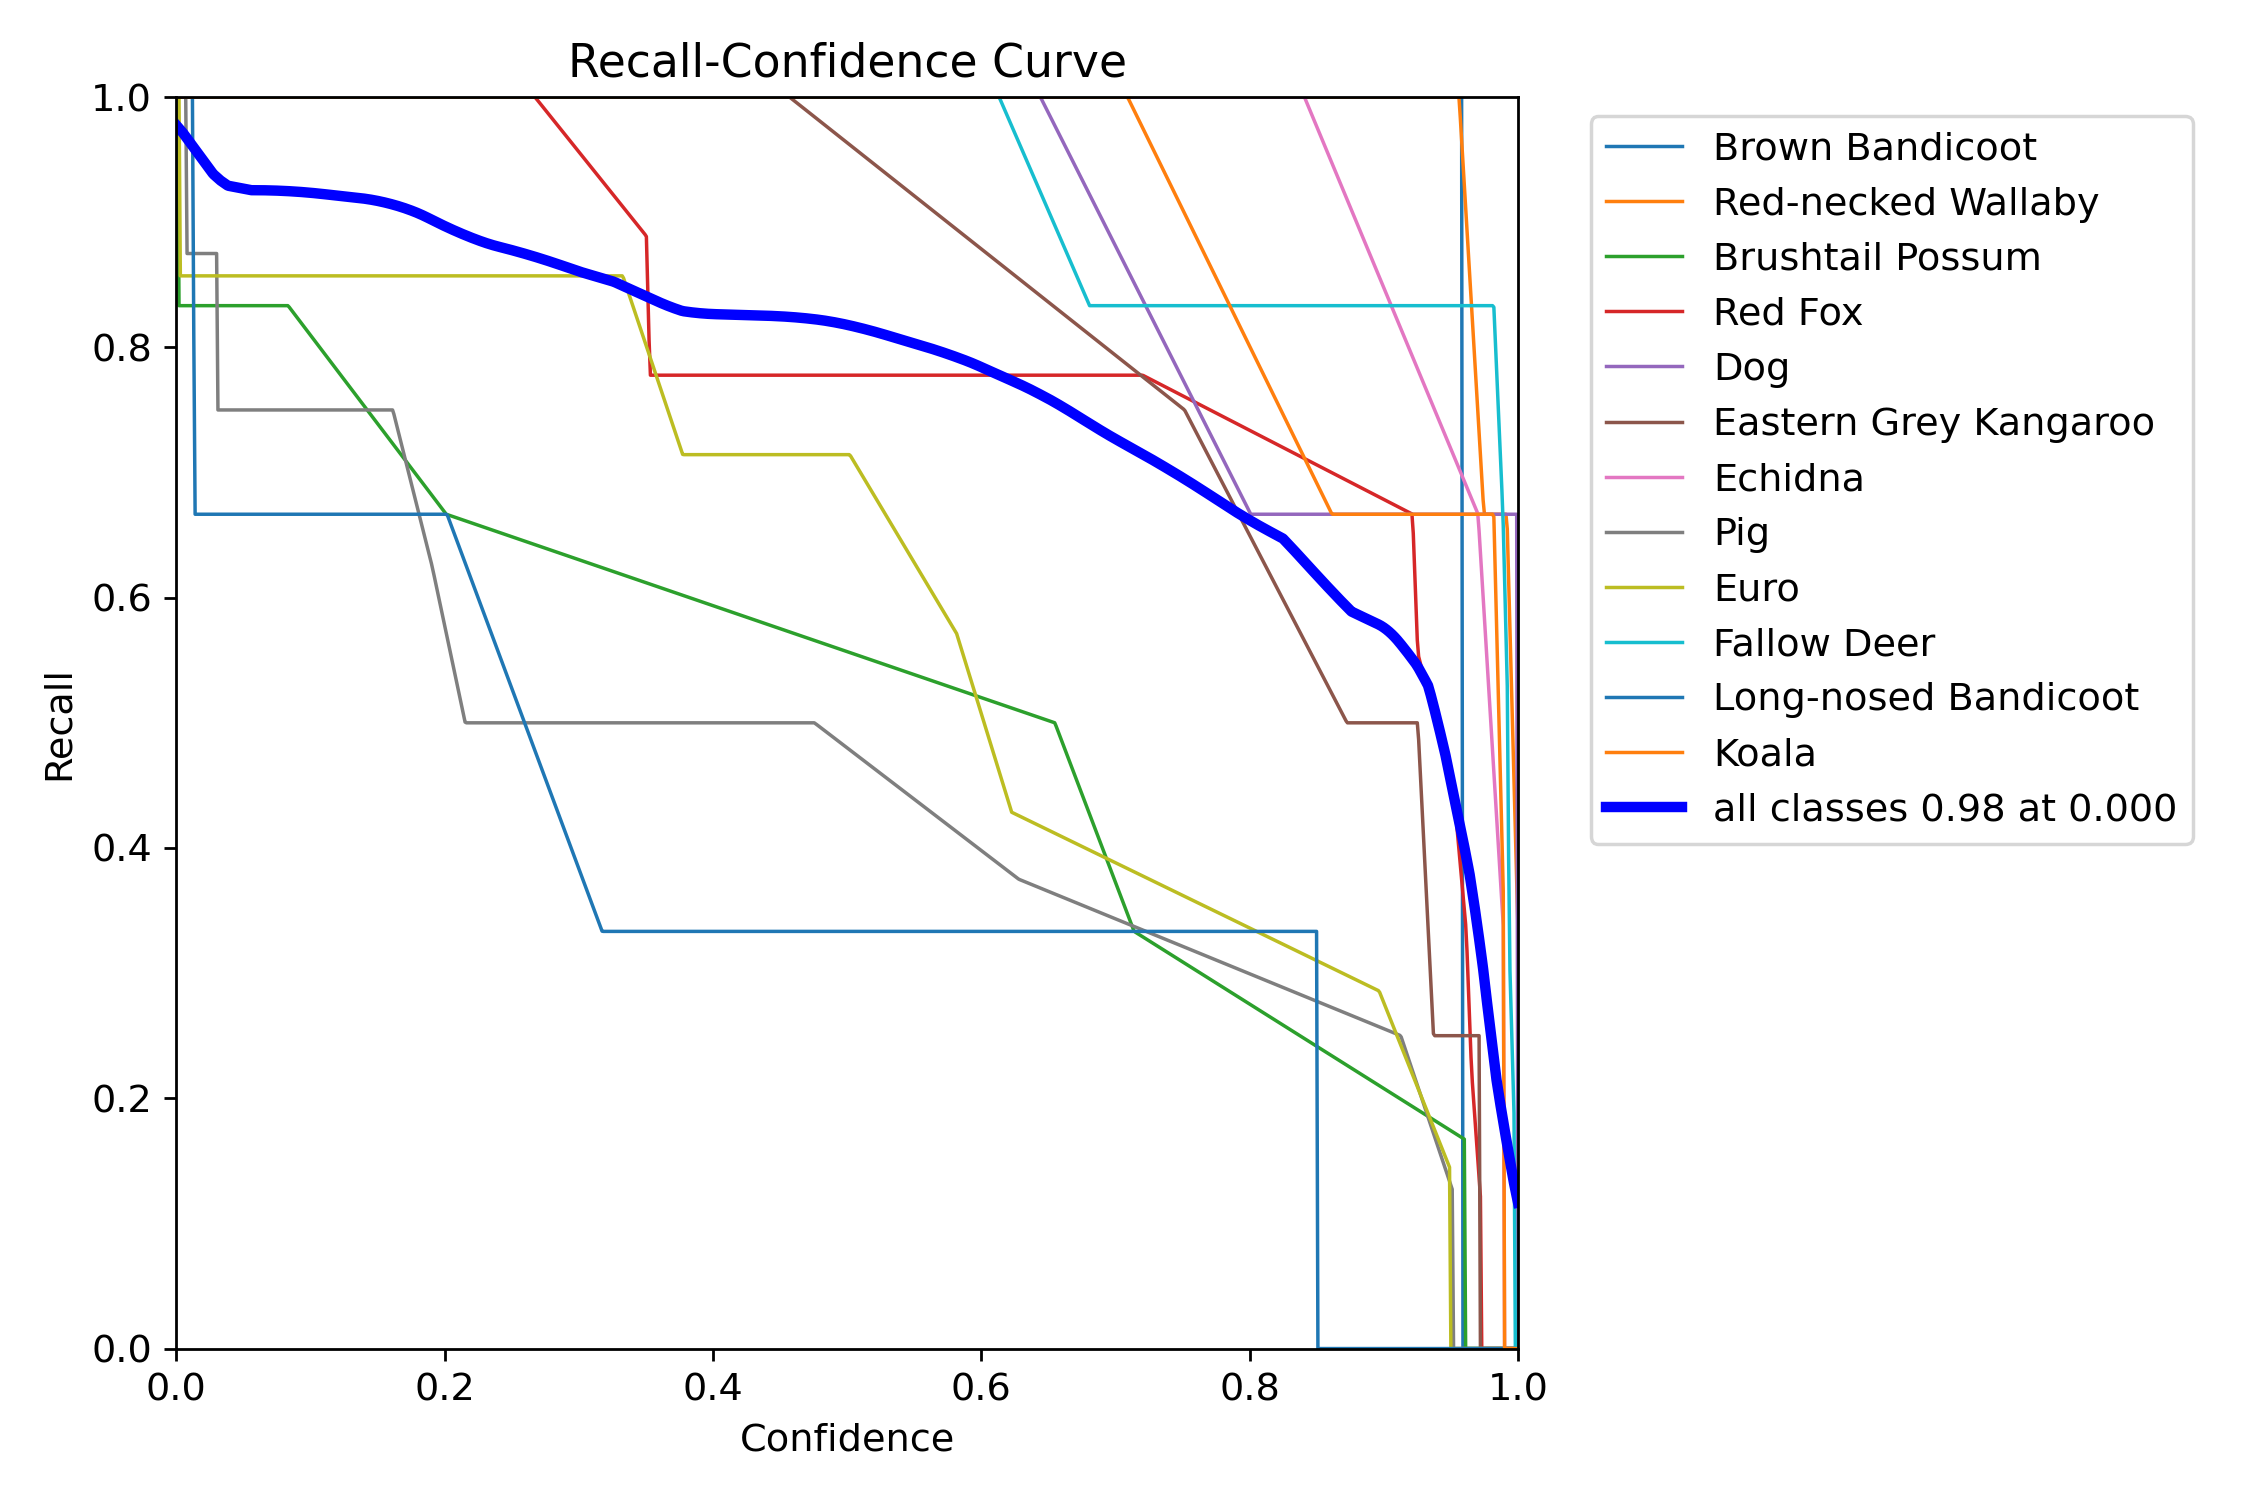 Recall-Confidence Curve
1.0
0.8
0.6
0.4
0.2
0.0
Recall
0.0 0.2 0.4 0.6 0.8 1.0
Confidence
Brown Bandicoot
Red-necked Wallaby
Brushtail Possum
Red Fox
Dog
Eastern Grey Kangaroo
Echidna
Pig
Euro
Fallow Deer
Long-nosed Bandicoot
Koala
all classes 0.98 at 0.000